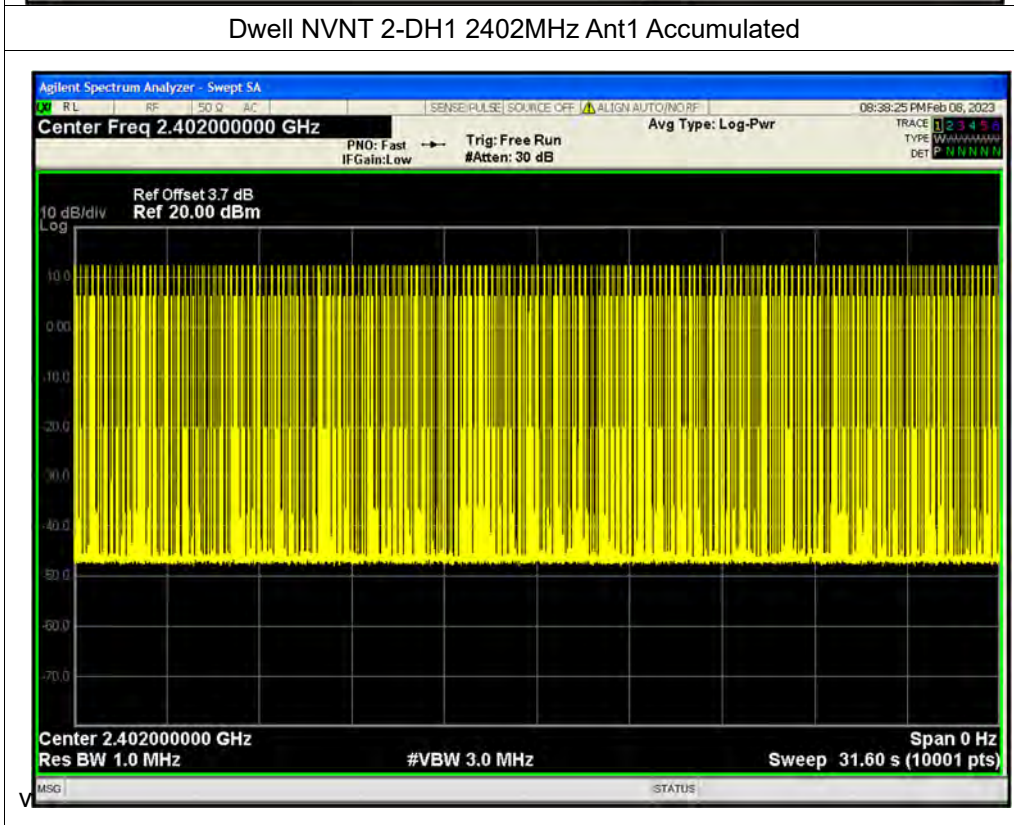 Dwell NVNT 2-DH1 2402MHz Ant1 Accumulated
Agilent Spectrum Analyzer - Swept SA
RL RF 50 Ω AC SENSE:PULSE SOURCE OFF ALIGN AUTO/NO RF 08:38:25 PM Feb 08, 2023
Center Freq 2.402000000 GHz Avg Type: Log-Pwr TRACE 1 2 3 4 5 6
PNO: Fast Trig: Free Run TYPE
IFGain:Low #Atten: 30 dB DET P N N N N N
Ref Offset 3.7 dB
10 dB/div Ref 20.00 dBm
Log
10.0
0.00
-10.0
-20.0
-30.0
-40.0
-50.0
-60.0
-70.0
Center 2.402000000 GHz Span 0 Hz
Res BW 1.0 MHz #VBW 3.0 MHz Sweep 31.60 s (10001 pts)
MSG STATUS